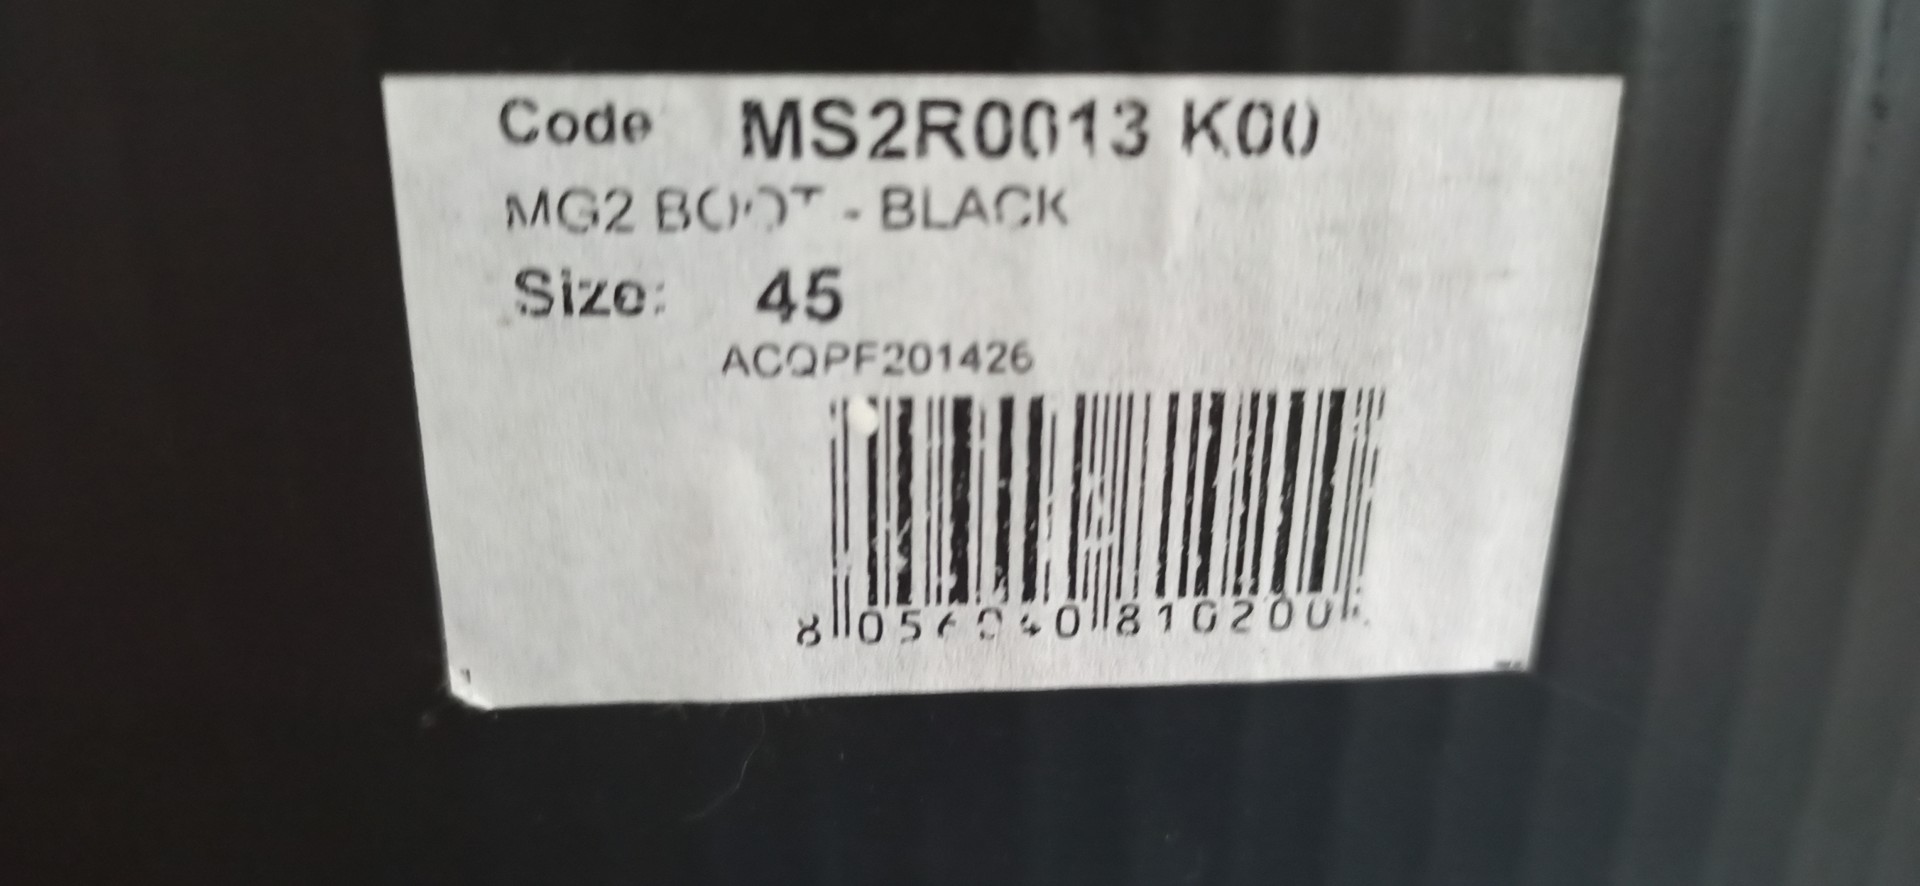 Code MS2R0013 K00
MG2 BOOT - BLACK
Size: 45
ACQPF201426